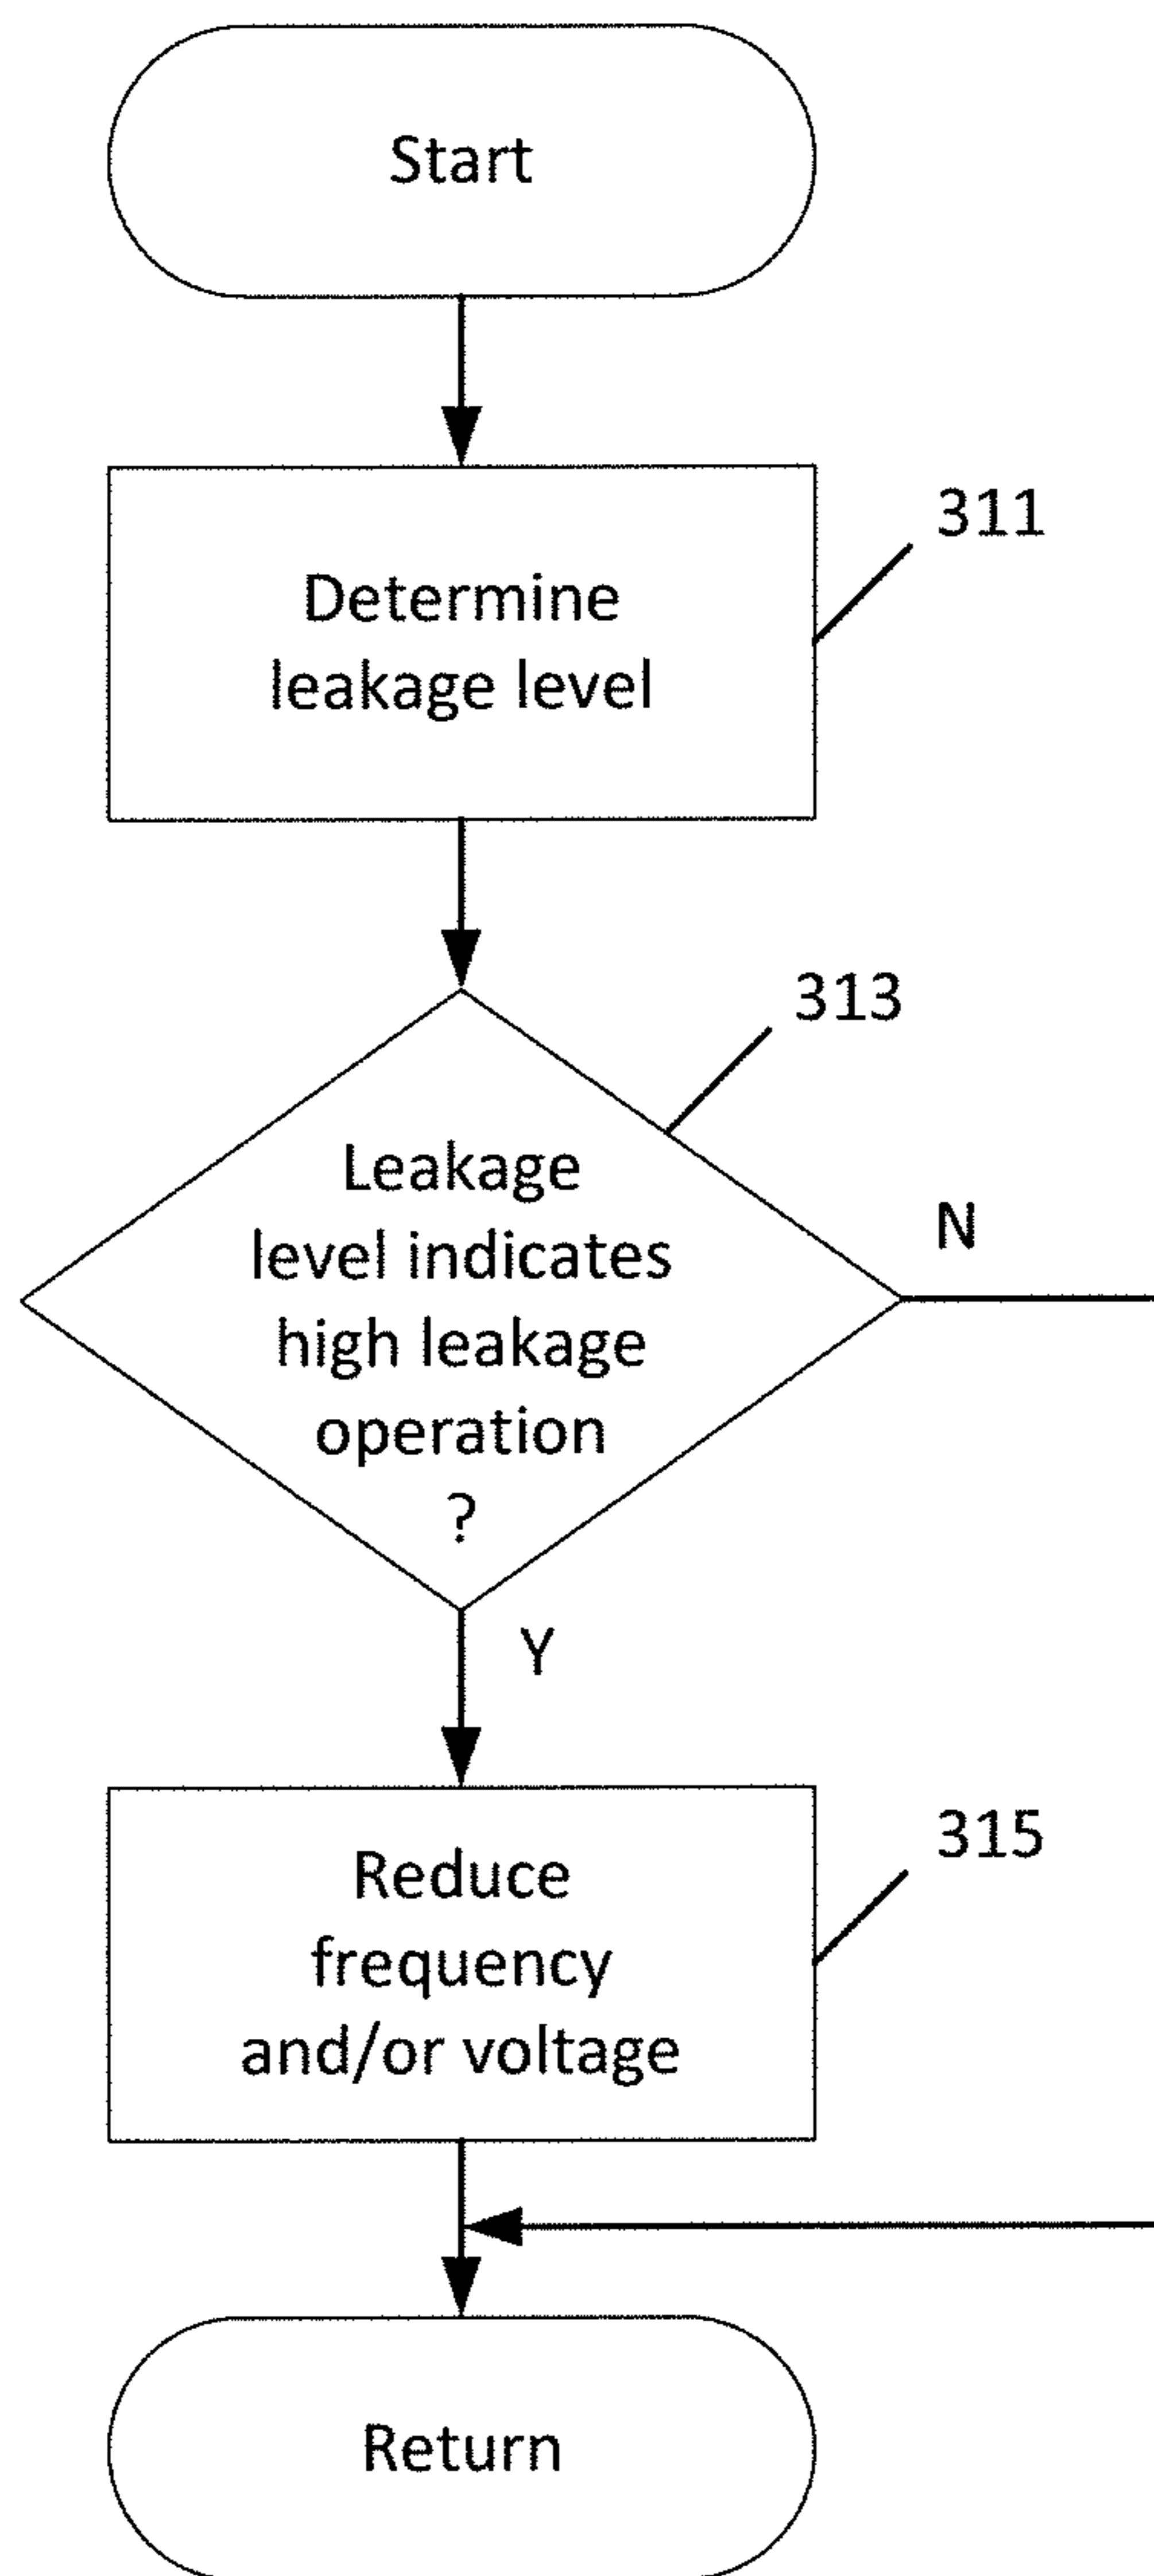 Start
311
Determine
leakage level
313
Leakage
level indicates
high leakage
operation
?
N
Y
315
Reduce
frequency
and/or voltage
Return